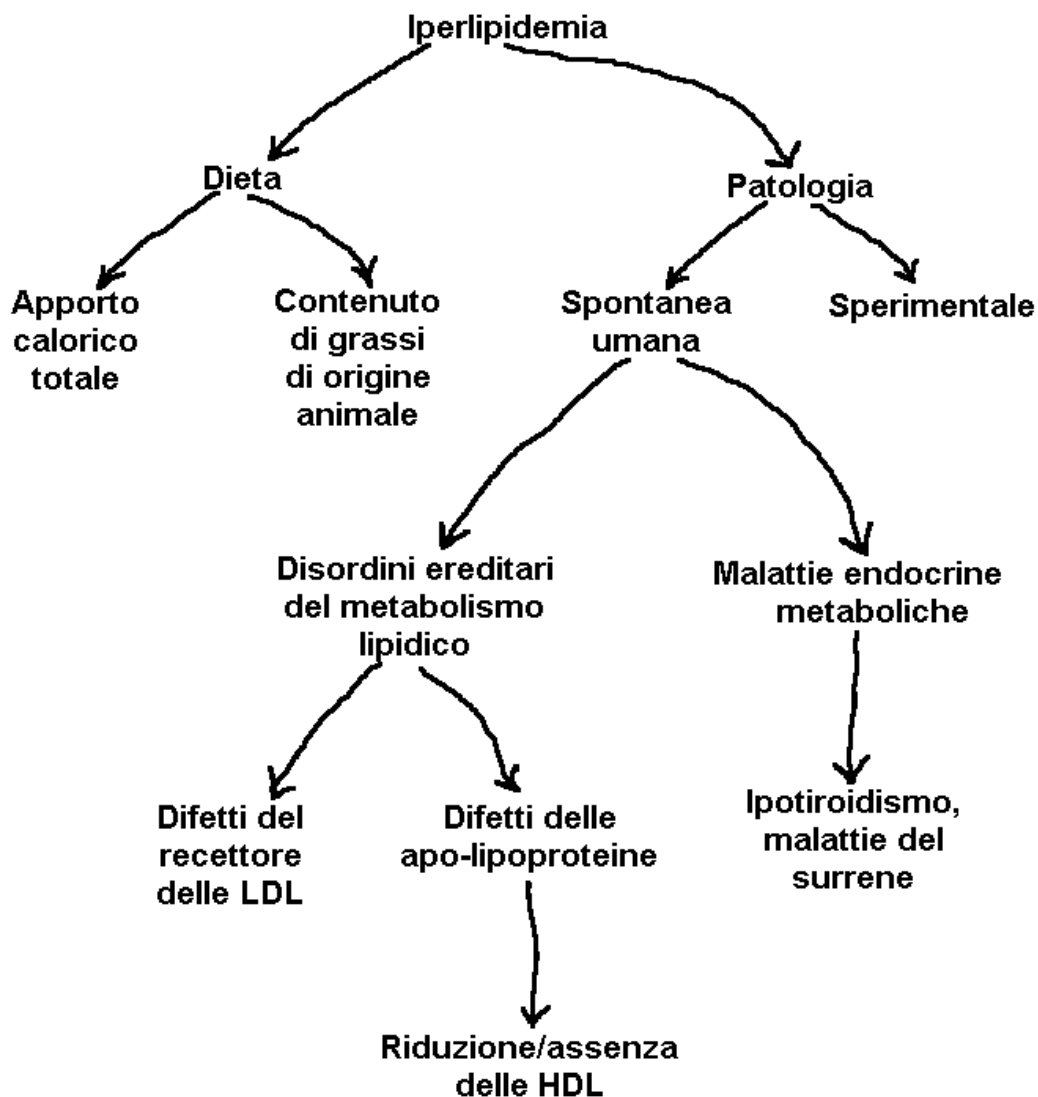 Iperlipidemia
Dieta
Patologia
Apporto
calorico
totale
Contenuto
di grassi
di origine
animale
Spontanea
umana
Sperimentale
Disordini ereditari
del metabolismo
lipidico
Malattie endocrine
metaboliche
Difetti del
recettore
delle LDL
Difetti delle
apo-lipoproteine
Ipotiroidismo,
malattie del
surrene
Riduzione/assenza
delle HDL